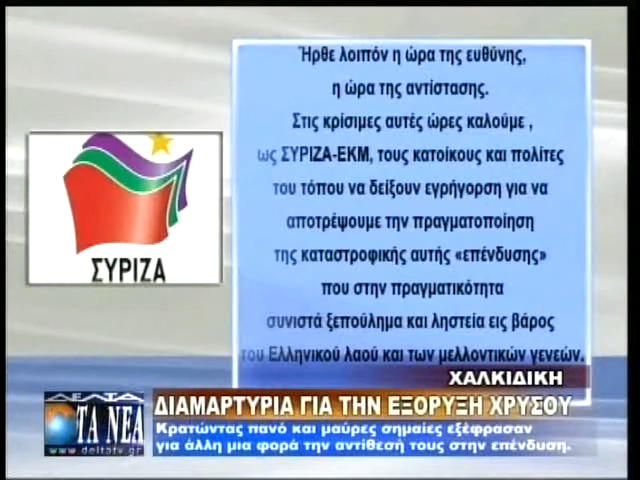 Ήρθε λοιπόν η ώρα της ευθύνης,
η ώρα της αντίστασης.
Στις κρίσιμες αυτές ώρες καλούμε ,
ως ΣΥΡΙΖΑ-ΕΚΜ, τους κατοίκους και πολίτες
του τόπου να δείξουν εγρήγορση για να
αποτρέψουμε την πραγματοποίηση
της καταστροφικής αυτής «επένδυσης»
που στην πραγματικότητα
συνιστά ξεπούλημα και ληστεία εις βάρος
του Ελληνικού λαού και των μελλοντικών γενεών.
ΣΥΡΙΖΑ
ΧΑΛΚΙΔΙΚΗ
ΔΕΛΤΑ
ΤΑ ΝΕΑ
www.deltatv.gr
ΔΙΑΜΑΡΤΥΡΙΑ ΓΙΑ ΤΗΝ ΕΞΟΡΥΞΗ ΧΡΥΣΟΥ
Κρατώντας πανό και μαύρες σημαίες εξέφρασαν
για άλλη μια φορά την αντίθεσή τους στην επένδυση.